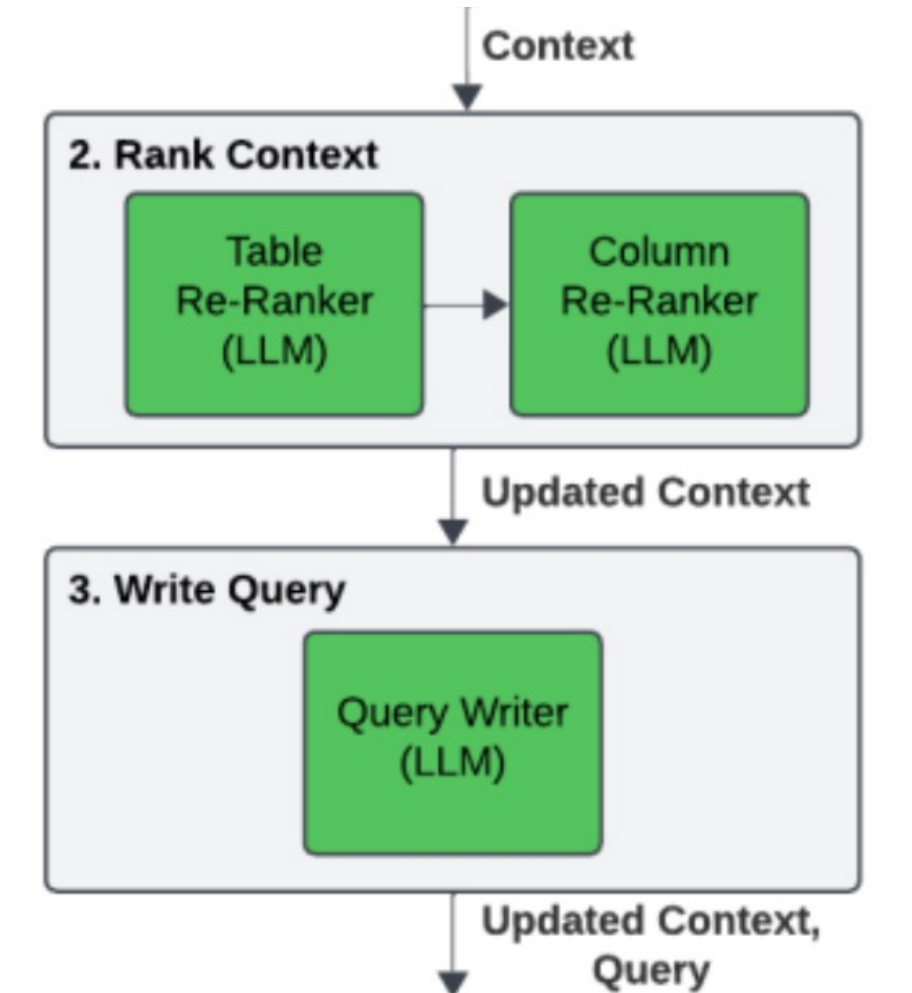 Context
2. Rank Context
Table
Re-Ranker
(LLM)
Column
Re-Ranker
(LLM)
Updated Context
3. Write Query
Query Writer
(LLM)
Updated Context,
Query